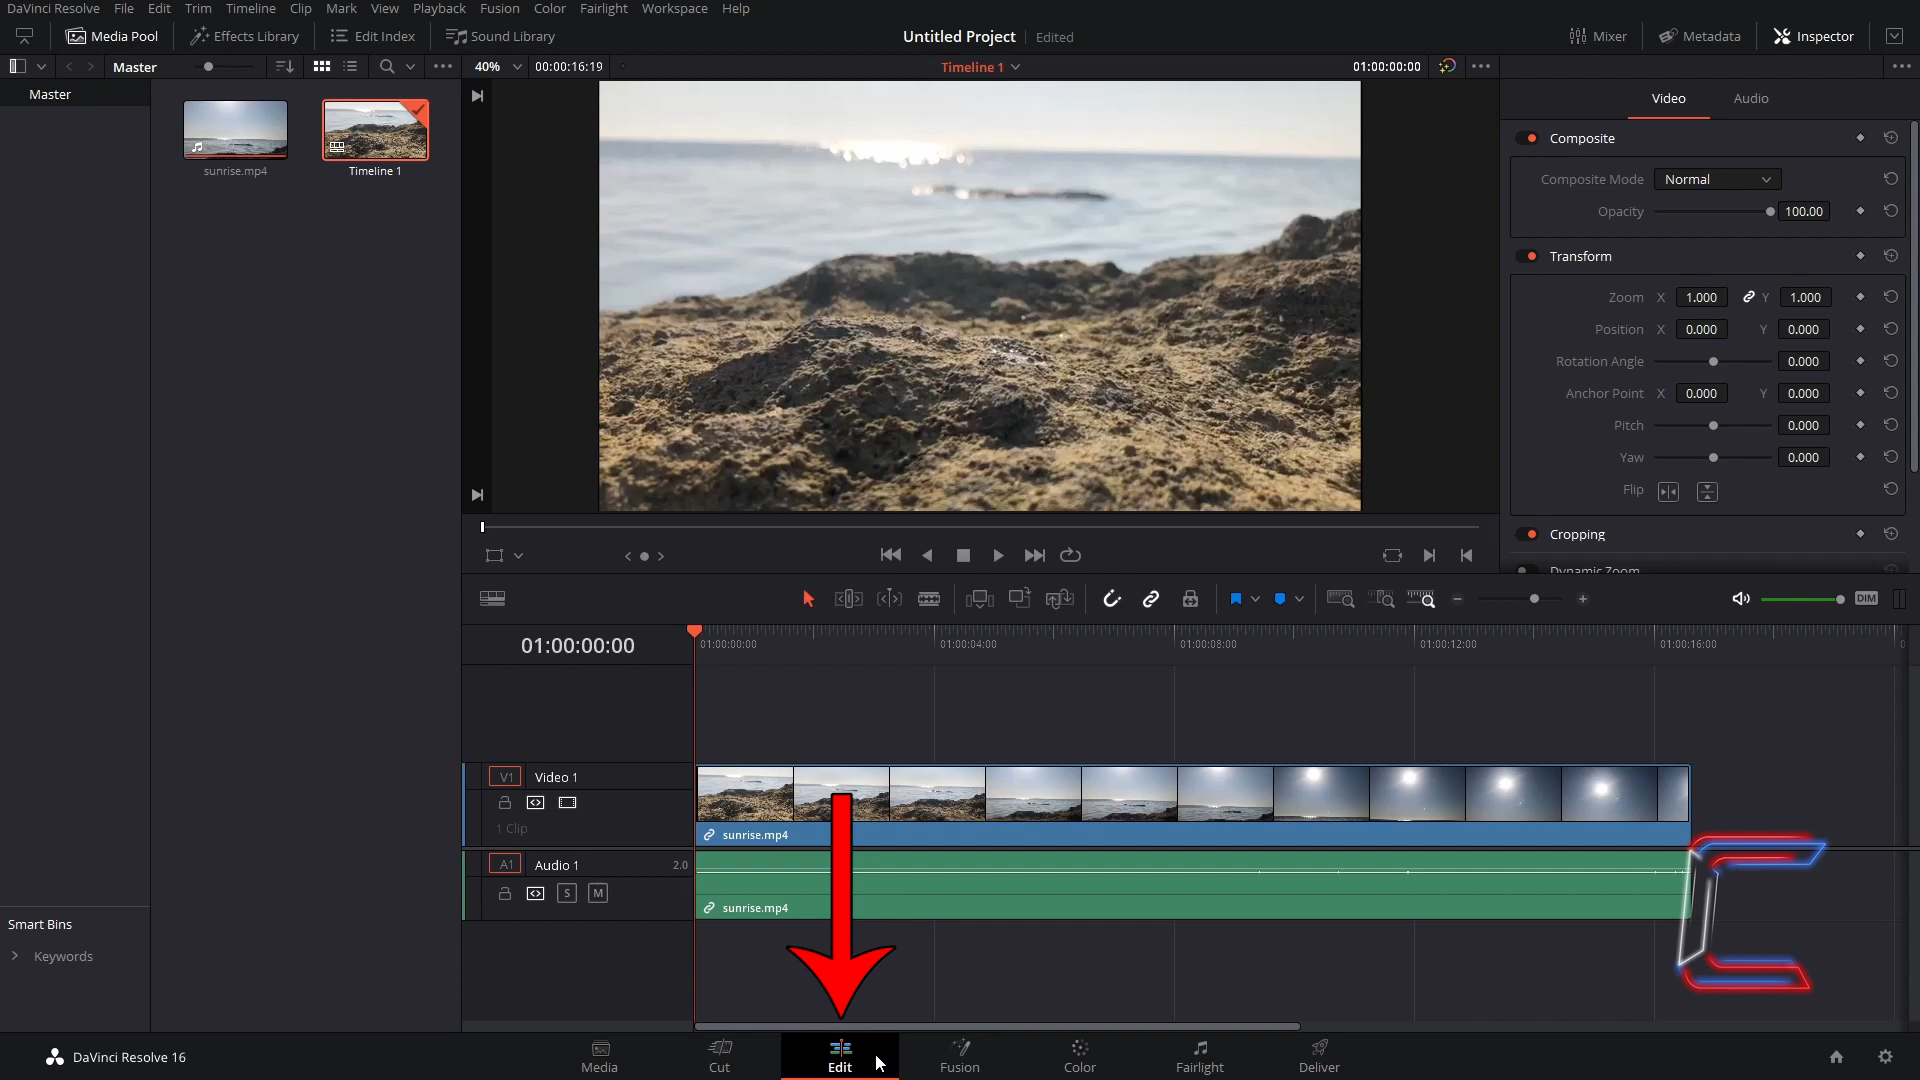 DaVinci Resolve File Edit Trim Timeline Clip Mark View Playback Fusion Color Fairlight Workspace Help
Media Pool Effects Library Edit Index Sound Library Untitled Project Edited Mixer Metadata Inspector
Master 40% 00:00:16:19 Timeline 1 01:00:00:00
Master
sunrise.mp4 Timeline 1
Video Audio
Composite
Composite Mode Normal
Opacity 100.00
Transform
Zoom X 1.000 Y 1.000
Position X 0.000 Y 0.000
Rotation Angle 0.000
Anchor Point X 0.000 Y 0.000
Pitch 0.000
Yaw 0.000
Flip
Cropping
Dynamic Zoom
DIM
01:00:00:00 01:00:00:00 01:00:04:00 01:00:08:00 01:00:12:00 01:00:16:00
V1 Video 1
1 Clip
sunrise.mp4
A1 Audio 1 2.0
S M
sunrise.mp4
Smart Bins
Keywords
DaVinci Resolve 16
Media Cut Edit Fusion Color Fairlight Deliver